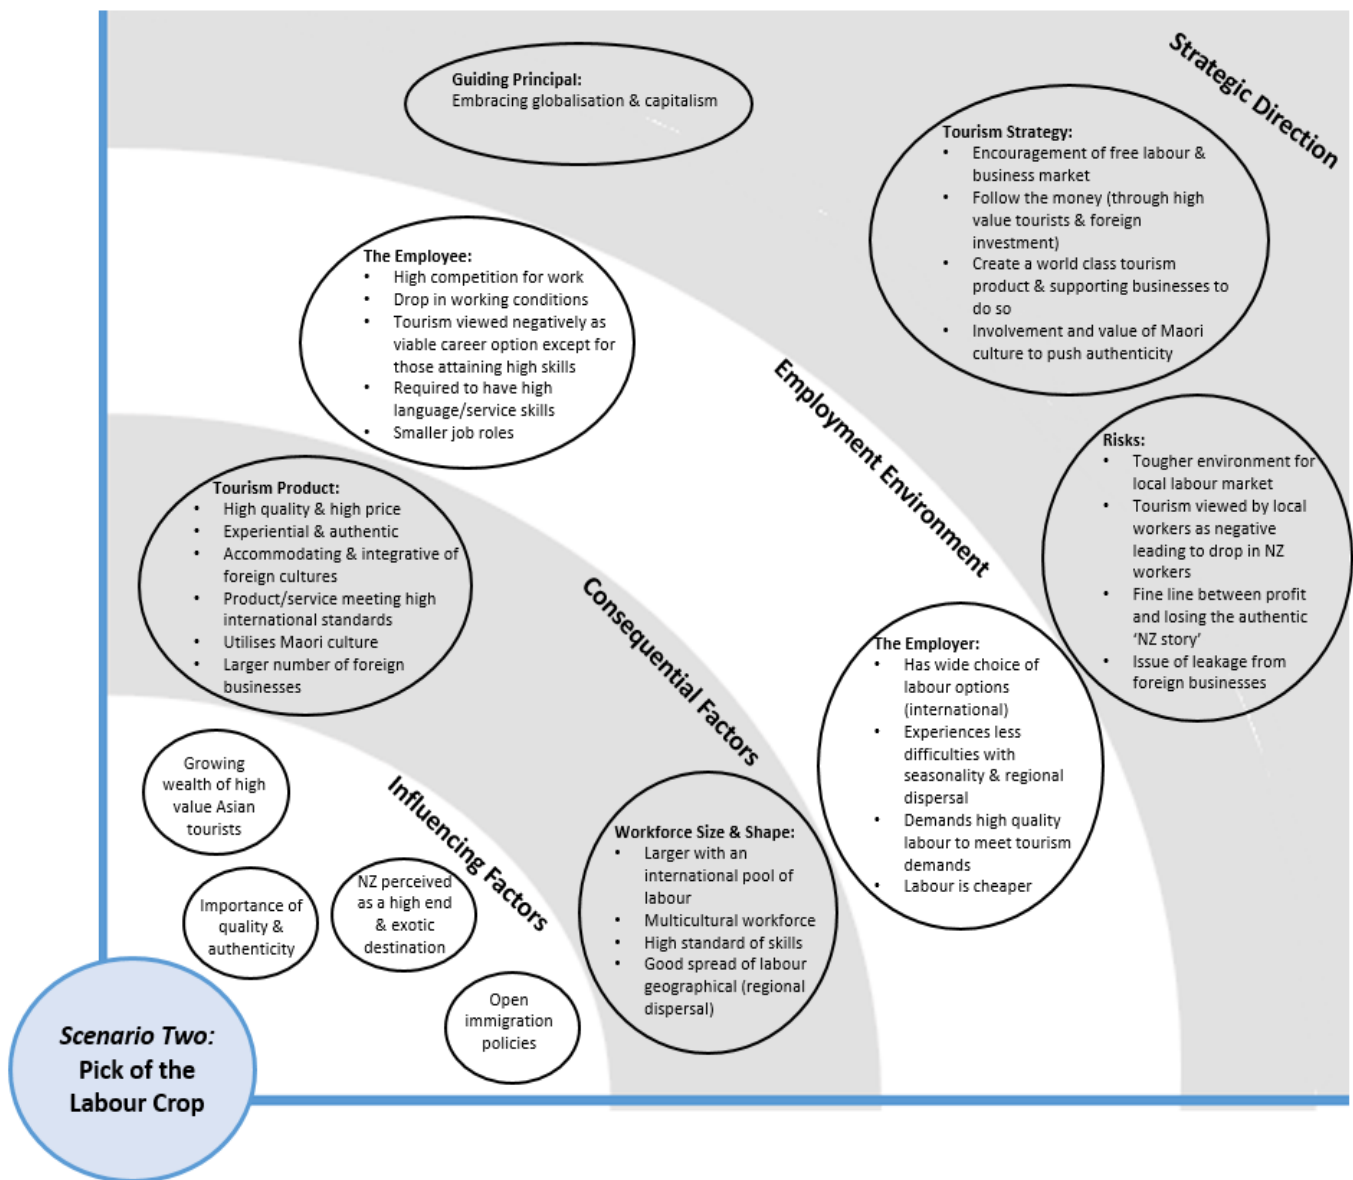 Strategic Direction
Guiding Principal:
Embracing globalisation & capitalism
Tourism Strategy:
• Encouragement of free labour &
business market
• Follow the money (through high
value tourists & foreign
investment)
• Create a world class tourism
product & supporting businesses to
do so
• Involvement and value of Maori
culture to push authenticity
Risks:
• Tougher environment for
local labour market
• Tourism viewed by local
workers as negative
leading to drop in NZ
workers
• Fine line between profit
and losing the authentic
‘NZ story’
• Issue of leakage from
foreign businesses
Employment Environment
The Employee:
• High competition for work
• Drop in working conditions
• Tourism viewed negatively as
viable career option except for
those attaining high skills
• Required to have high
language/service skills
• Smaller job roles
The Employer:
• Has wide choice of
labour options
(international)
• Experiences less
difficulties with
seasonality & regional
dispersal
• Demands high quality
labour to meet tourism
demands
• Labour is cheaper
Consequential Factors
Tourism Product:
• High quality & high price
• Experiential & authentic
• Accommodating & integrative of
foreign cultures
• Product/service meeting high
international standards
• Utilises Maori culture
• Larger number of foreign
businesses
Workforce Size & Shape:
• Larger with an
international pool of
labour
• Multicultural workforce
• High standard of skills
• Good spread of labour
geographical (regional
dispersal)
Influencing Factors
Growing
wealth of high
value Asian
tourists
Importance of
quality &
authenticity
NZ perceived
as a high end
& exotic
destination
Open
immigration
policies
Scenario Two:
Pick of the
Labour Crop